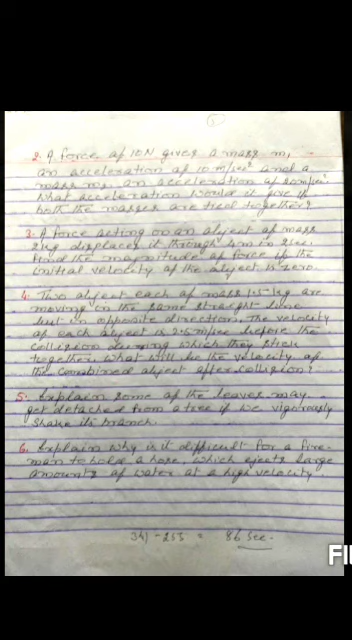 5
2. A force of 10N gives a mass m1
an acceleration of 10 m/sec² and a
mass m2 an acceleration of 20m/sec².
What acceleration would it give if
both the masses are tied together?
3. A force acting on an object of mass
2kg displaces it through 4m in 2sec.
Find the magnitude of force if the
initial velocity of the object is zero.
4. Two object each of mass 1.5 kg are
moving in the same straight line
but in opposite direction. The velocity
of each object is 2.5 m/sec before the
collision during which they stick
together. What will be the velocity of
the combined object after collision?
5. Explain some of the leaves may
get detached from a tree if we vigorously
shake its branch.
6. Explain why is it difficult for a fire-
man to hold a hose, which ejects large
amounts of water at a high velocity.
= 86 sec.
FI